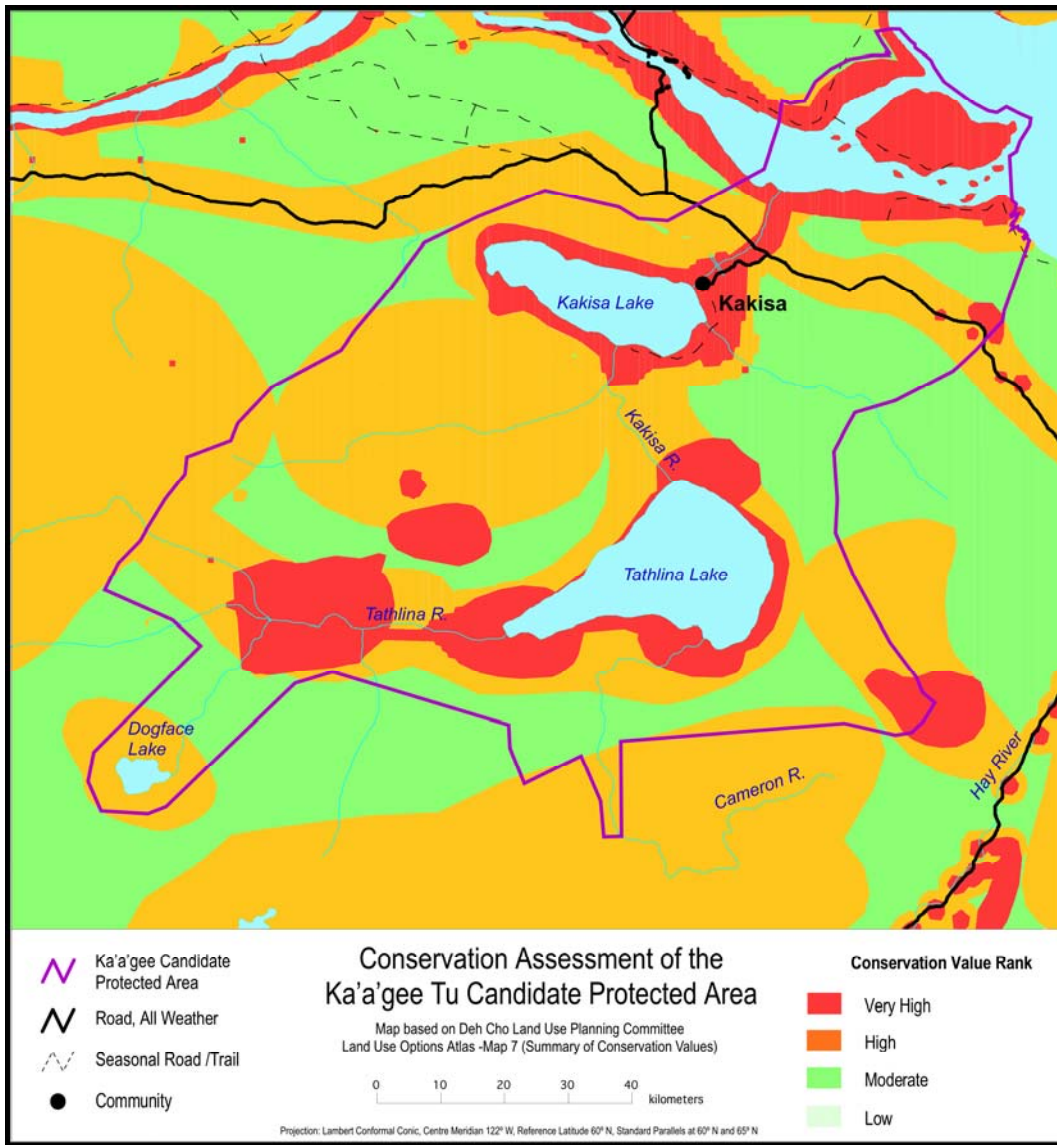 Kakisa Lake
Kakisa
Kakisa R.
Tathlina Lake
Tathlina R.
Dogface
Lake
Cameron R.
Hay River
Ka'a'gee Candidate
Protected Area
Road, All Weather
Seasonal Road /Trail
Community
Conservation Assessment of the
Ka'a'gee Tu Candidate Protected Area
Map based on Deh Cho Land Use Planning Committee
Land Use Options Atlas -Map 7 (Summary of Conservation Values)
0 10 20 30 40
kilometers
Projection: Lambert Conformal Conic, Centre Meridian 122º W, Reference Latitude 60º N, Standard Parallels at 60º N and 65º N
Conservation Value Rank
Very High
High
Moderate
Low